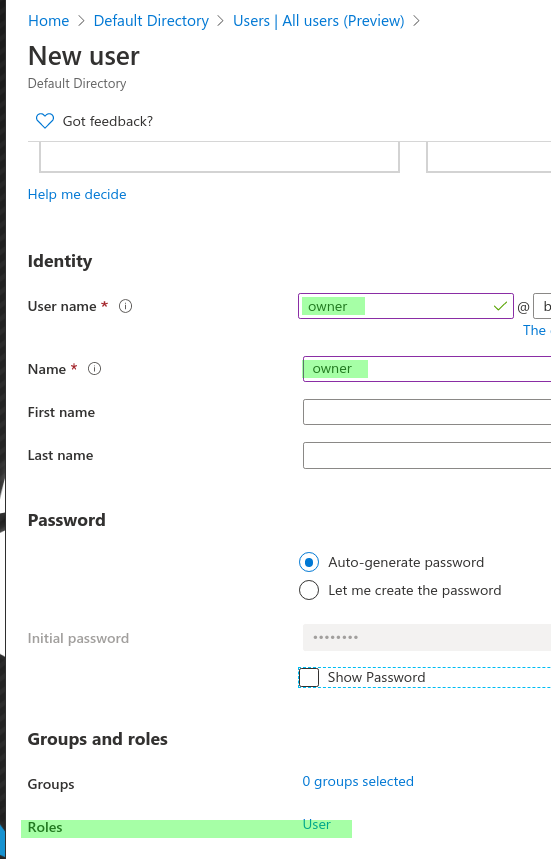 Home > Default Directory > Users | All users (Preview) >
New user
Default Directory
Got feedback?
Help me decide
Identity
User name * owner @ b
The
Name * owner
First name
Last name
Password
Auto-generate password
Let me create the password
Initial password ••••••••
Show Password
Groups and roles
Groups 0 groups selected
Roles User